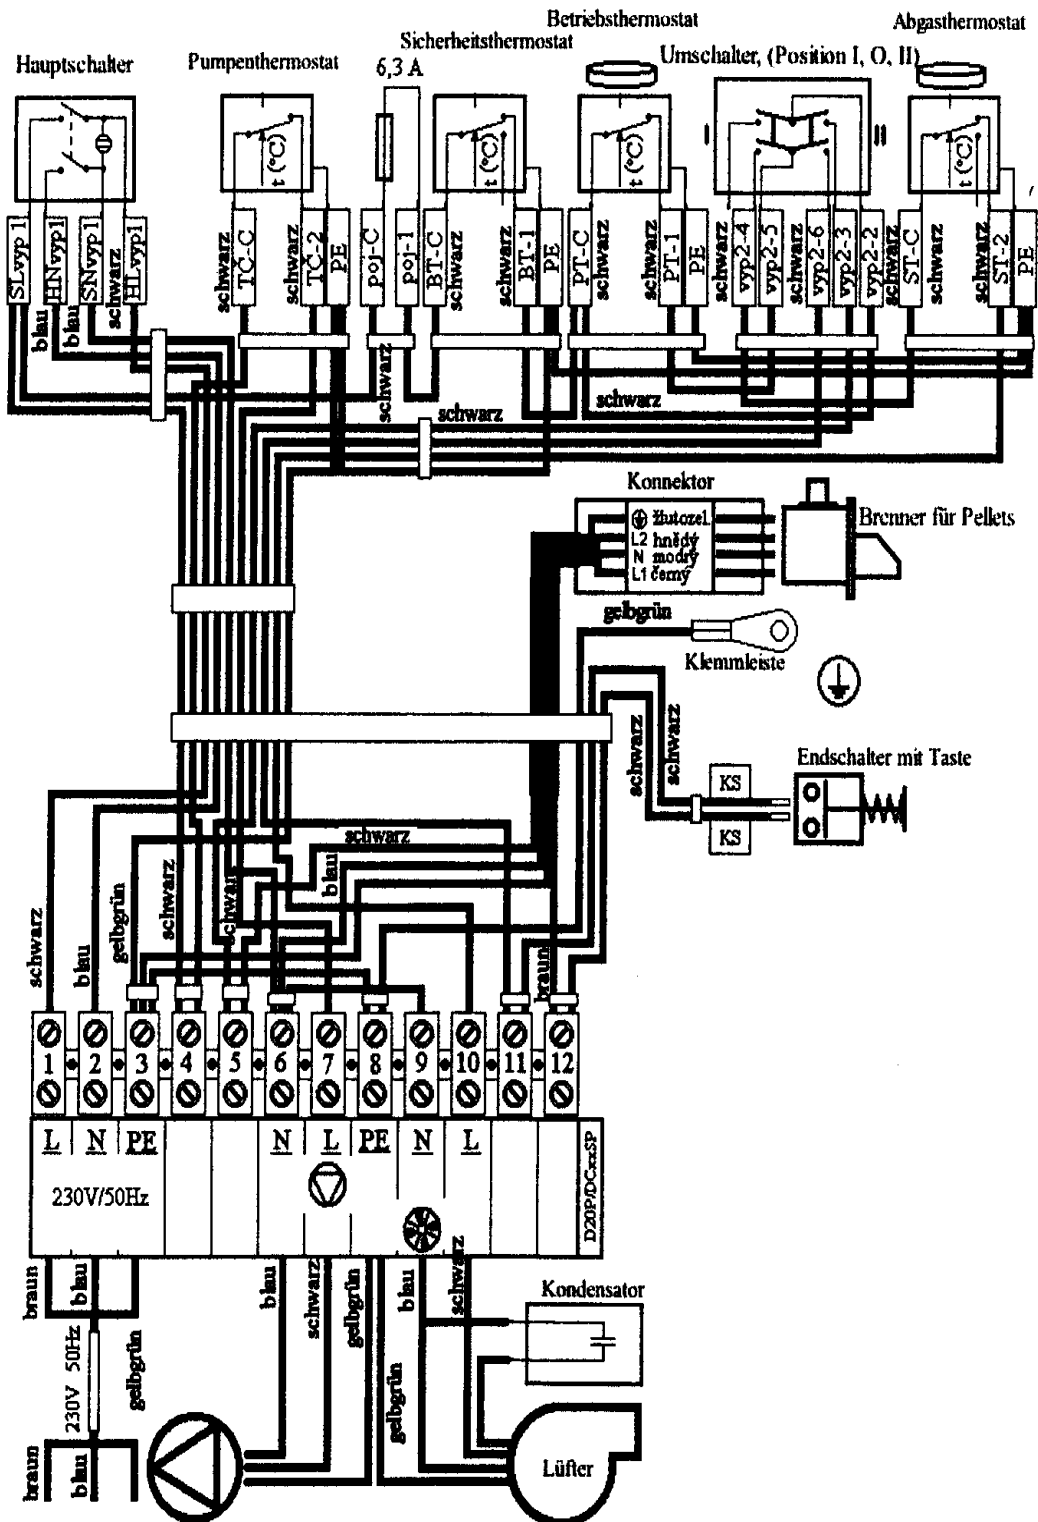 Betriebsthermostat
Abgasthermostat
Sicherheitsthermostat
Hauptschalter
Pumpenthermostat
6,3 A
Umschalter, (Position I, O, II)
I
II
t (°C)
t (°C)
t (°C)
t (°C)
SLvyp1
HNvyp1
SNvyp1
HLvyp1
TČ-C
TČ-2
PE
poj-C
poj-1
BT-C
BT-1
PE
PT-C
PT-1
PE
vyp2-4
vyp2-5
vyp2-6
vyp2-3
vyp2-2
ST-C
ST-2
PE
blau
blau
schwarz
schwarz
schwarz
schwarz
schwarz
schwarz
schwarz
schwarz
schwarz
schwarz
schwarz
schwarz
schwarz
schwarz
Konnektor
žlutozel.
L2 hnědý
N modrý
L1 černý
Brenner für Pellets
gelbgrün
Klemmleiste
schwarz
schwarz
KS
KS
Endschalter mit Taste
schwarz
blau
gelbgrün
schwarz
schwarz
schwarz
blau
braun
1 2 3 4 5 6 7 8 9 10 11 12
L N PE N L PE N L
230V/50Hz
D20P/DCxxSP
braun
blau
gelbgrün
230V 50Hz
braun
blau
blau
schwarz
gelbgrün
gelbgrün
blau
schwarz
Kondensator
Lüfter